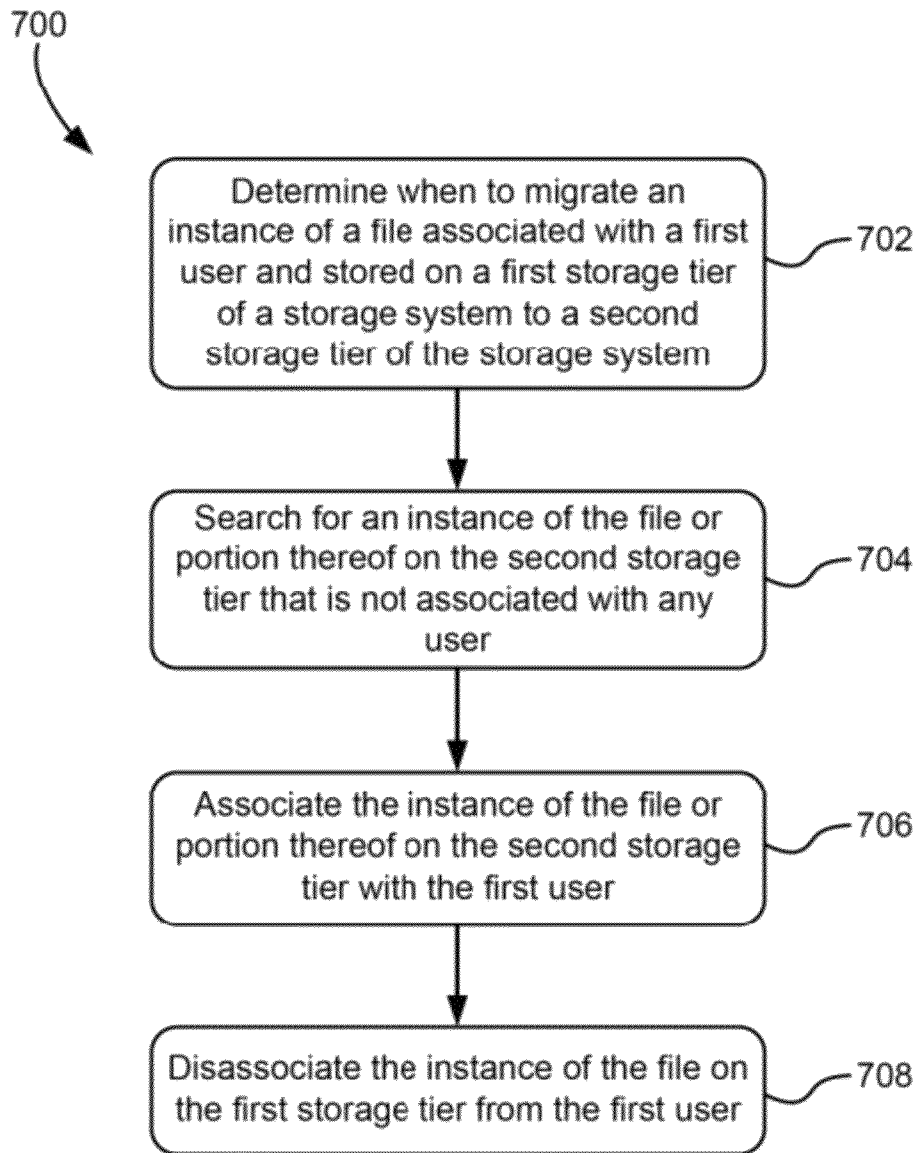 700
Determine when to migrate an
instance of a file associated with a first
user and stored on a first storage tier
of a storage system to a second
storage tier of the storage system
702
Search for an instance of the file or
portion thereof on the second storage
tier that is not associated with any
user
704
Associate the instance of the file or
portion thereof on the second storage
tier with the first user
706
Disassociate the instance of the file on
the first storage tier from the first user
708